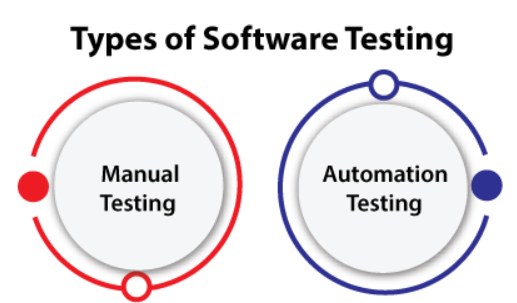 Types of Software Testing
Manual
Testing
Automation
Testing